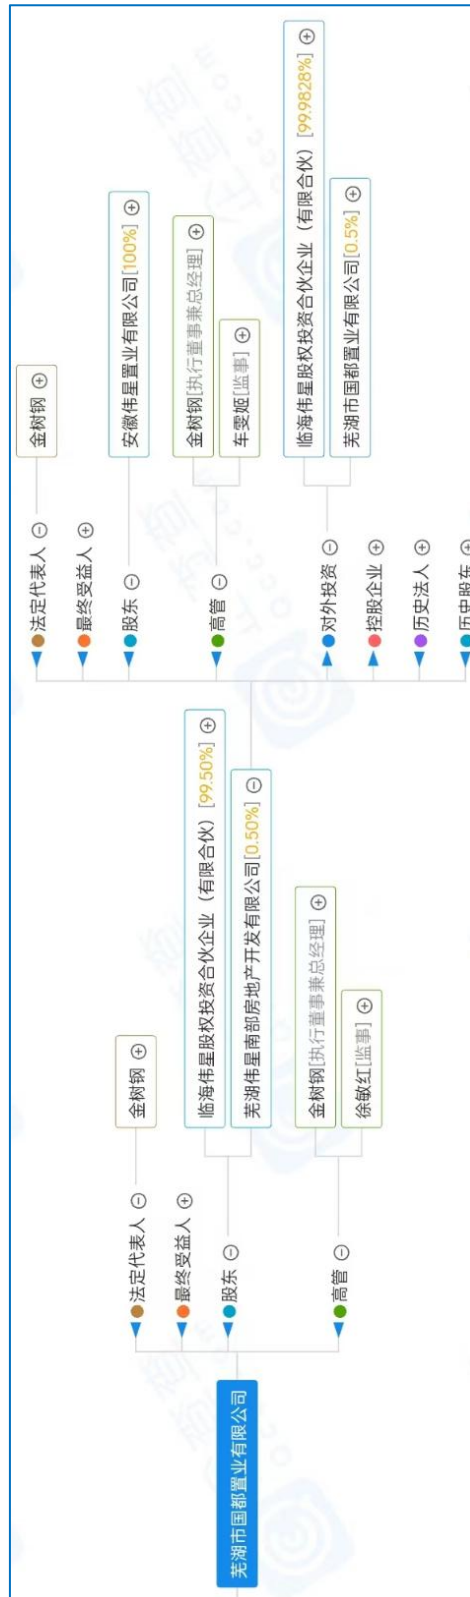 芜湖市国都置业有限公司
法定代表人
金树钢
最终受益人
股东
临海伟星股权投资合伙企业（有限合伙）[99.50%]
芜湖伟星南部房地产开发有限公司[0.50%]
高管
金树钢[执行董事兼总经理]
徐敏红[监事]
法定代表人
金树钢
最终受益人
股东
安徽伟星置业有限公司[100%]
高管
金树钢[执行董事兼总经理]
车雯姬[监事]
对外投资
临海伟星股权投资合伙企业（有限合伙）[99.9828%]
芜湖市国都置业有限公司[0.5%]
控股企业
历史法人
历史股东